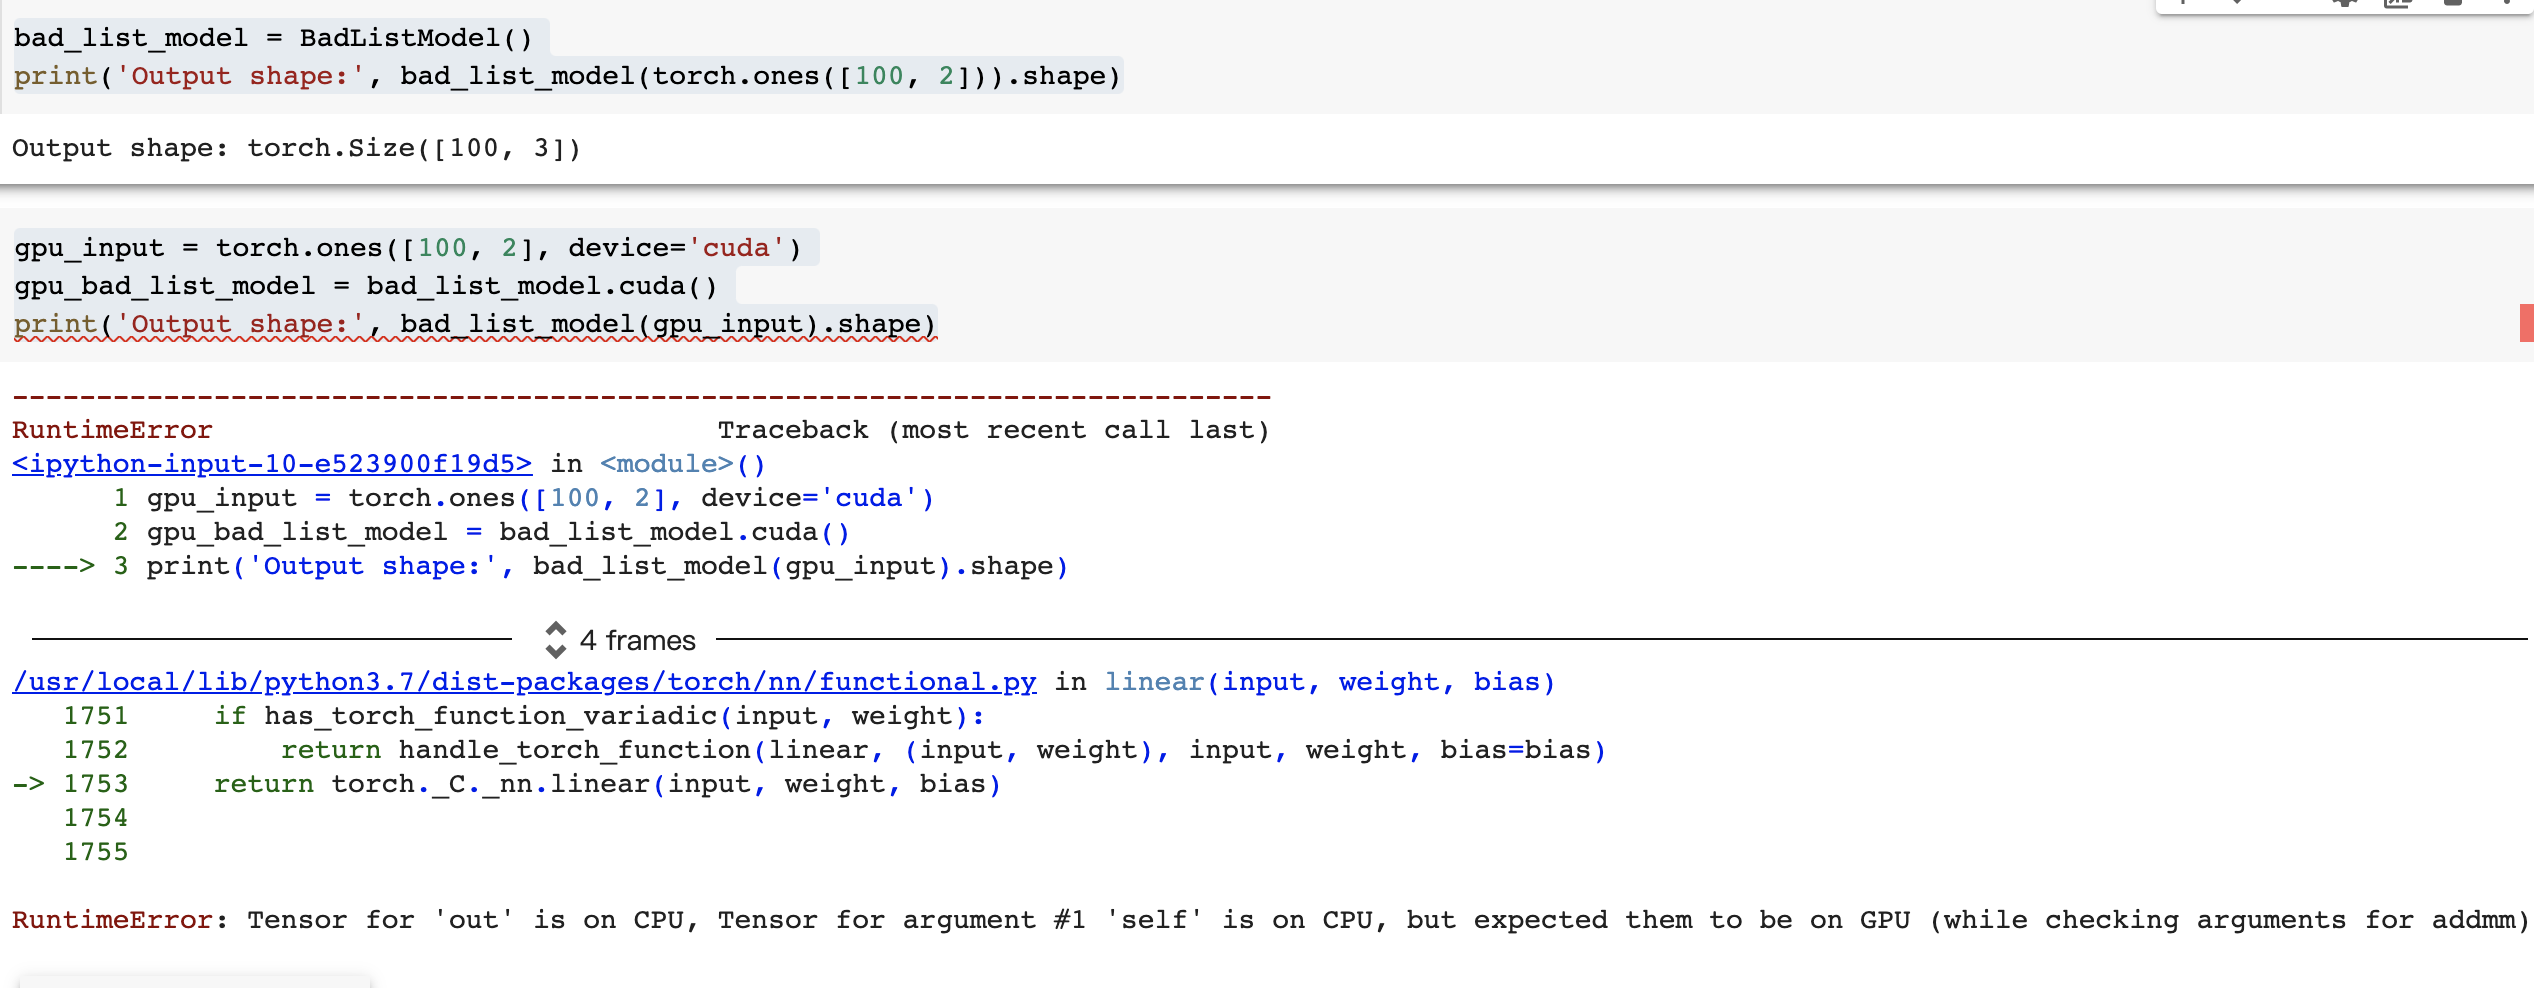 bad_list_model = BadListModel()
print('Output shape:', bad_list_model(torch.ones([100, 2])).shape)
Output shape: torch.Size([100, 3])
gpu_input = torch.ones([100, 2], device='cuda')
gpu_bad_list_model = bad_list_model.cuda()
print('Output shape:', bad_list_model(gpu_input).shape)
---------------------------------------------------------------------------
RuntimeError                              Traceback (most recent call last)
<ipython-input-10-e523900f19d5> in <module>()
      1 gpu_input = torch.ones([100, 2], device='cuda')
      2 gpu_bad_list_model = bad_list_model.cuda()
----> 3 print('Output shape:', bad_list_model(gpu_input).shape)
4 frames
/usr/local/lib/python3.7/dist-packages/torch/nn/functional.py in linear(input, weight, bias)
   1751     if has_torch_function_variadic(input, weight):
   1752         return handle_torch_function(linear, (input, weight), input, weight, bias=bias)
-> 1753     return torch._C._nn.linear(input, weight, bias)
   1754
   1755
RuntimeError: Tensor for 'out' is on CPU, Tensor for argument #1 'self' is on CPU, but expected them to be on GPU (while checking arguments for addmm)